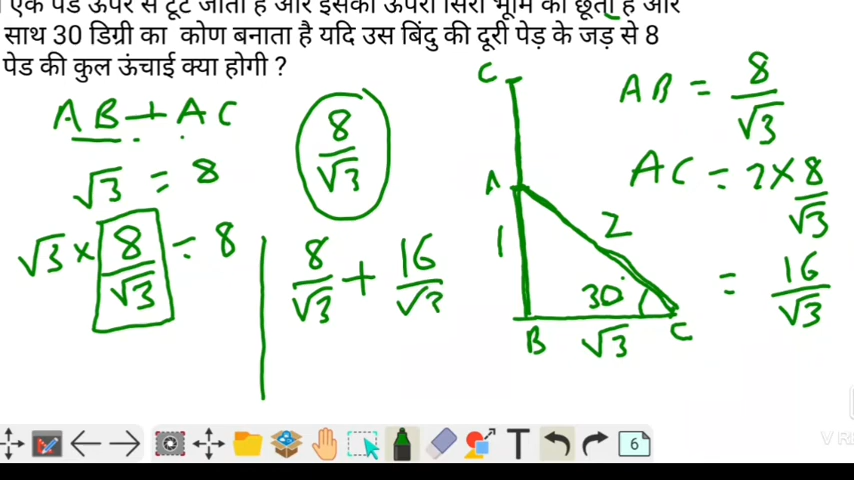 एक पेड ऊपर से टूट जाता है और इसका ऊपरी सिरा भूमि को छूता है और
साथ 30 डिग्री का कोण बनाता है यदि उस बिंदु की दूरी पेड़ के जड़ से 8
पेड की कुल ऊंचाई क्या होगी ?
AB + AC
√3 = 8
√3 × 8/√3 = 8
8/√3
8/√3 + 16/√3
C
A
1
2
30°
B
√3
C
AB = 8/√3
AC = 2 × 8/√3
= 16/√3
T
6